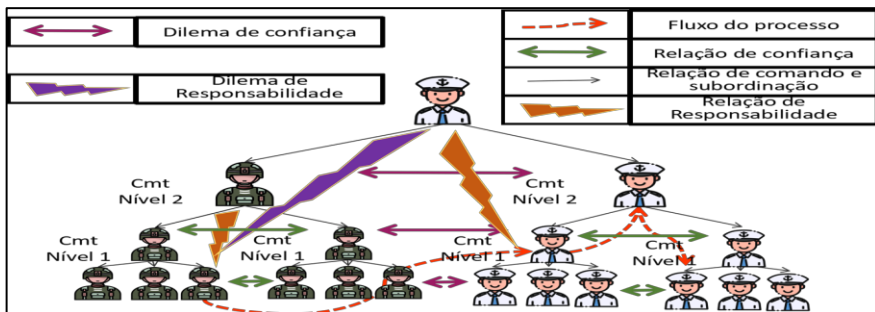 Dilema de confiança
Dilema de
Responsabilidade
Fluxo do processo
Relação de confiança
Relação de comando e
subordinação
Relação de
Responsabilidade
Cmt
Nível 2
Cmt
Nível 2
Cmt
Nível 1
Cmt
Nível 1
Cmt
Nível 1
Cmt
Nível 1